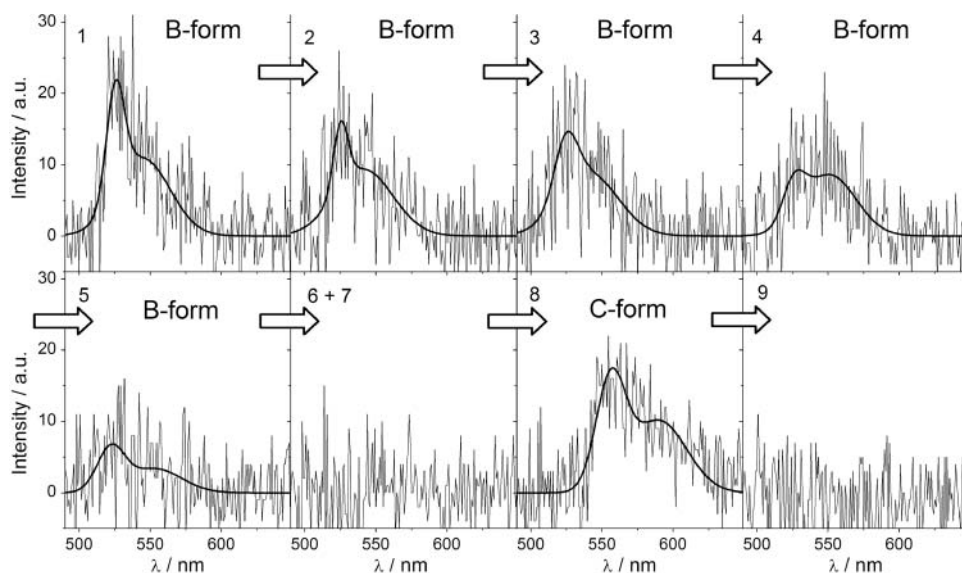 30
20
10
0
Intensity / a.u.
1
B-form
2
B-form
3
B-form
4
B-form
30
20
10
0
Intensity / a.u.
5
B-form
6 + 7
8
C-form
9
500 550 600
500 550 600
500 550 600
500 550 600
λ / nm
λ / nm
λ / nm
λ / nm